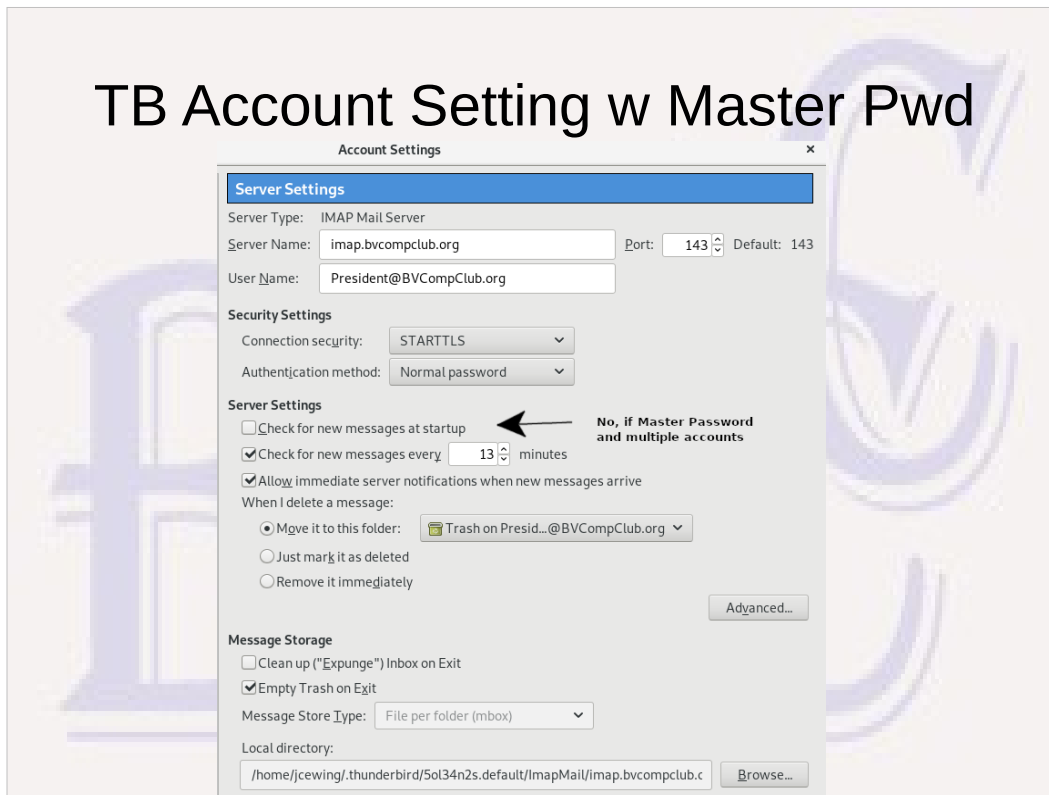 TB Account Setting w Master Pwd
Account Settings
Server Settings
Server Type: IMAP Mail Server
Server Name: imap.bvcompclub.org Port: 143 Default: 143
User Name: President@BVCompClub.org
Security Settings
Connection security: STARTTLS
Authentication method: Normal password
Server Settings
Check for new messages at startup
No, if Master Password
and multiple accounts
Check for new messages every 13 minutes
Allow immediate server notifications when new messages arrive
When I delete a message:
Move it to this folder: Trash on Presid...@BVCompClub.org
Just mark it as deleted
Remove it immediately
Advanced...
Message Storage
Clean up ("Expunge") Inbox on Exit
Empty Trash on Exit
Message Store Type: File per folder (mbox)
Local directory:
/home/jcewing/.thunderbird/5ol34n2s.default/ImapMail/imap.bvcompclub.c Browse...